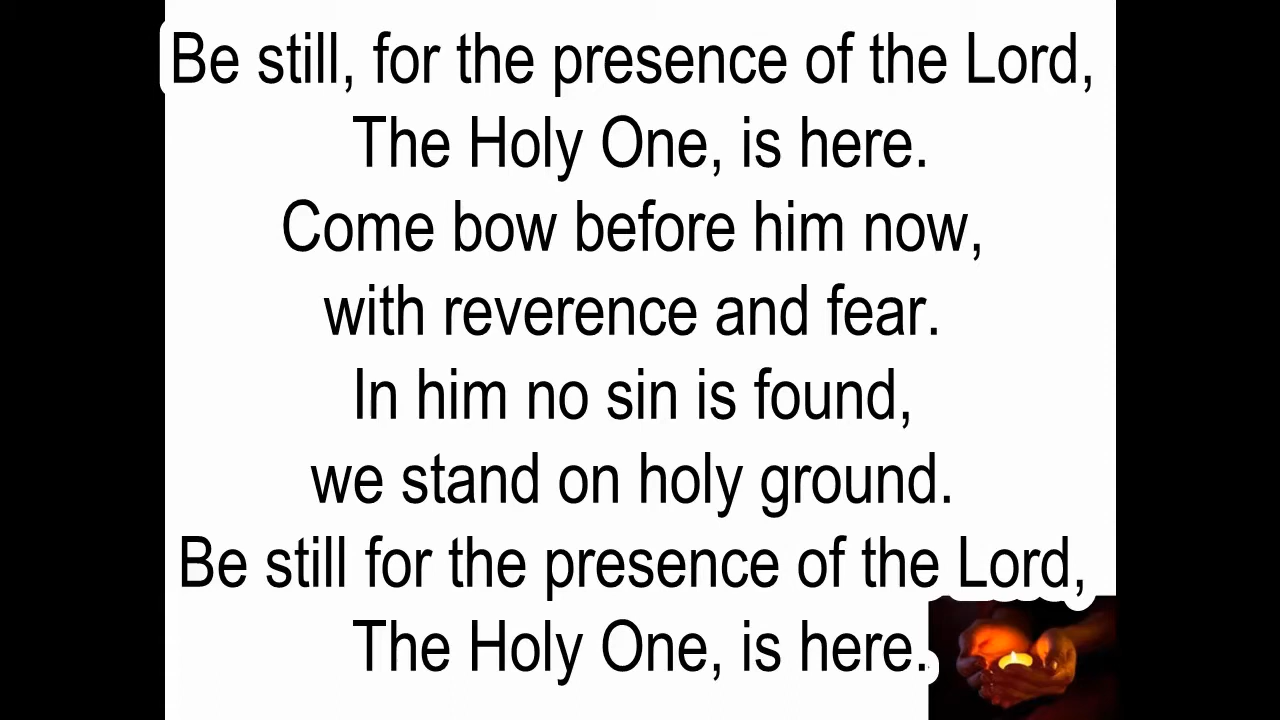 Be still, for the presence of the Lord,
The Holy One, is here.
Come bow before him now,
with reverence and fear.
In him no sin is found,
we stand on holy ground.
Be still for the presence of the Lord,
The Holy One, is here.